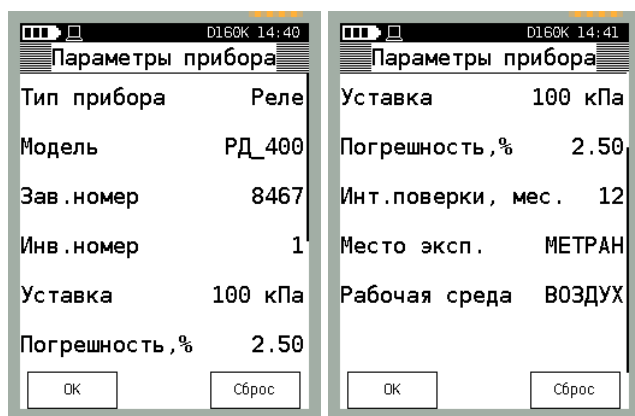 D160K 14:40
Параметры прибора
Тип прибора Реле
Модель РД_400
Зав.номер 8467
Инв.номер 1
Уставка 100 кПа
Погрешность,% 2.50
OK Сброс
D160K 14:41
Параметры прибора
Уставка 100 кПа
Погрешность,% 2.50
Инт.поверки, мес. 12
Место эксп. МЕТРАН
Рабочая среда ВОЗДУХ
OK Сброс